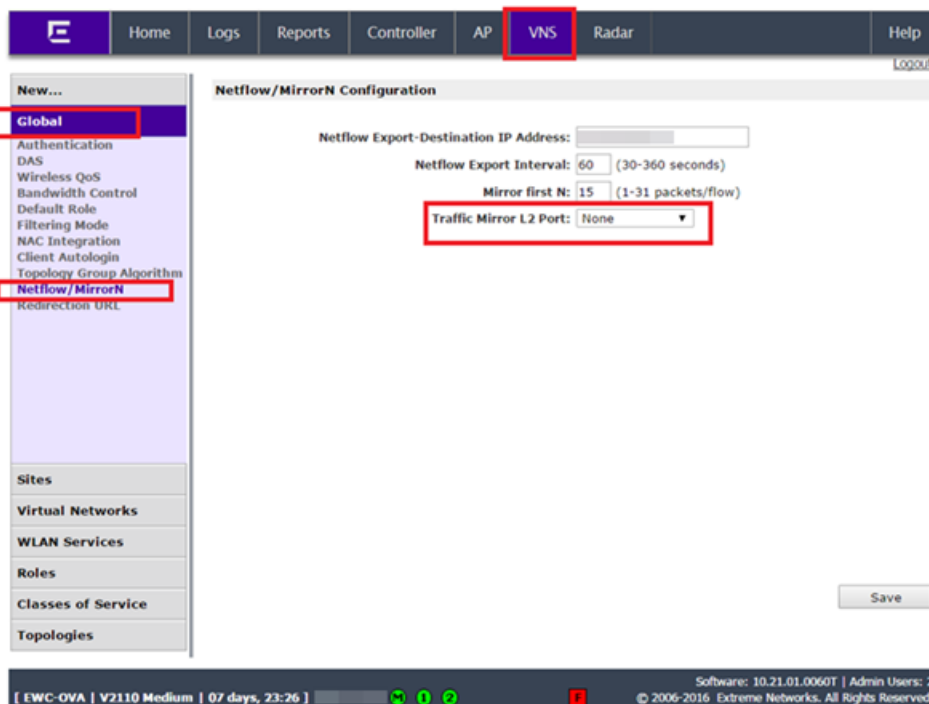 Home Logs Reports Controller AP VNS Radar Help
Logout
New...
Global
Authentication
DAS
Wireless QoS
Bandwidth Control
Default Role
Filtering Mode
NAC Integration
Client Autologin
Topology Group Algorithm
Netflow/MirrorN
Redirection URL
Sites
Virtual Networks
WLAN Services
Roles
Classes of Service
Topologies
Netflow/MirrorN Configuration
Netflow Export-Destination IP Address:
Netflow Export Interval: 60 (30-360 seconds)
Mirror first N: 15 (1-31 packets/flow)
Traffic Mirror L2 Port: None
Save
[ EWC-OVA | V2110 Medium | 07 days, 23:26 ] M 1 2 F
Software: 10.21.01.0060T | Admin Users:
© 2006-2016 Extreme Networks. All Rights Reserved